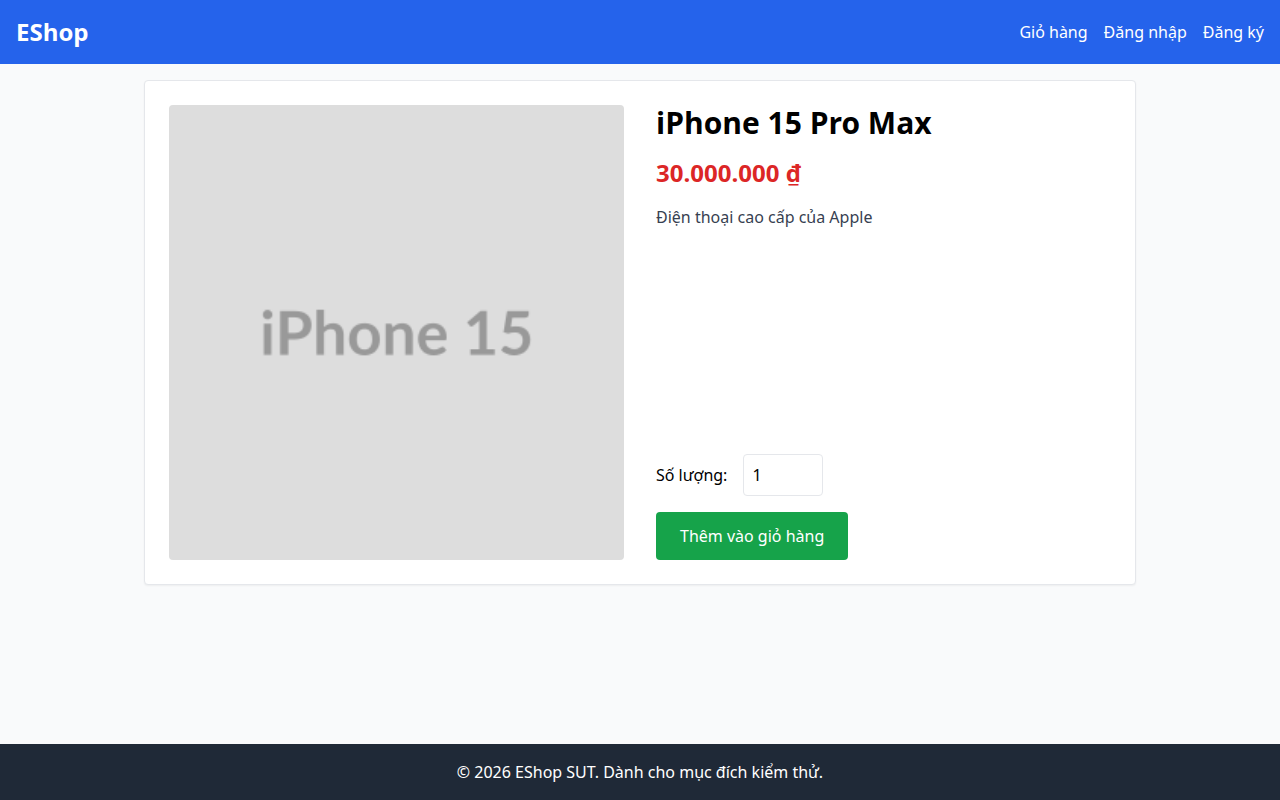 EShop
Giỏ hàng
Đăng nhập
Đăng ký
iPhone 15
iPhone 15 Pro Max
30.000.000 ₫
Điện thoại cao cấp của Apple
Số lượng:
1
Thêm vào giỏ hàng
© 2026 EShop SUT. Dành cho mục đích kiểm thử.